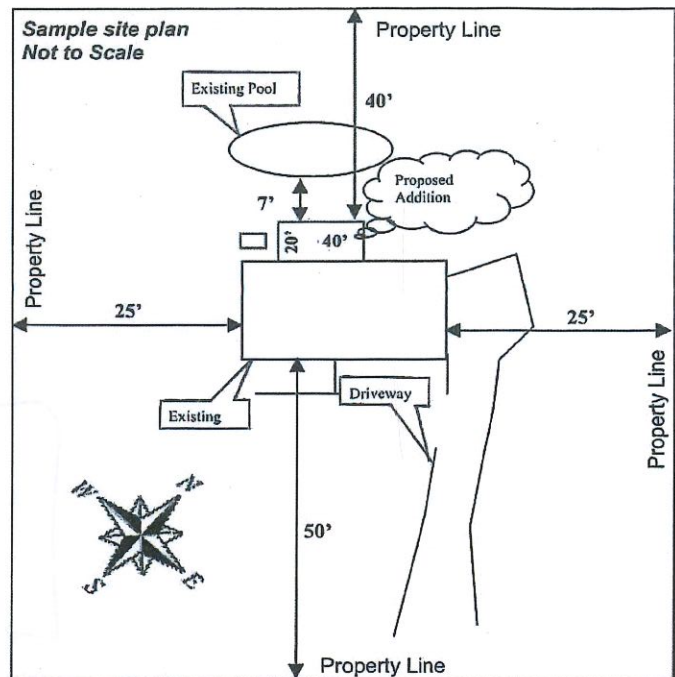 Sample site plan
Not to Scale
Property Line
Existing Pool
40'
Proposed
Addition
7'
20'
40'
Property Line
25'
25'
Existing
Driveway
Property Line
W
N
50'
S
E
Property Line